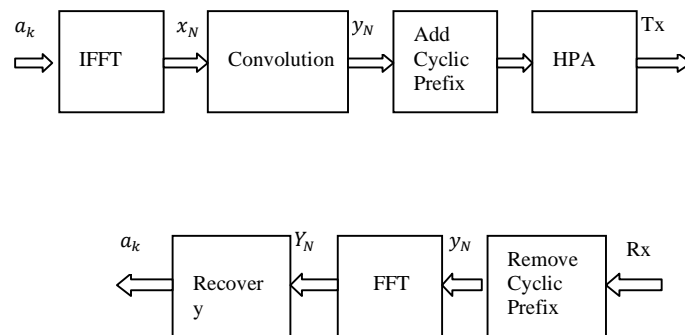 a_k
IFFT
x_N
Convolution
y_N
Add
Cyclic
Prefix
HPA
Tx
a_k
Recover
y
Y_N
FFT
y_N
Remove
Cyclic
Prefix
Rx